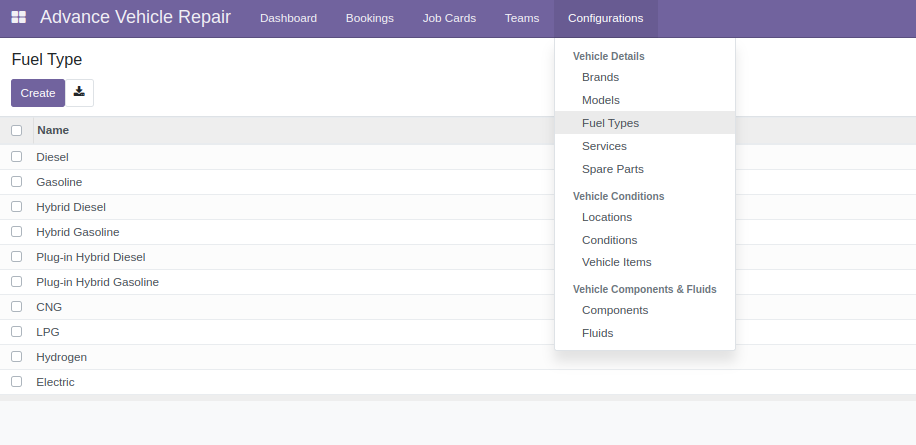 Advance Vehicle Repair Dashboard Bookings Job Cards Teams Configurations
Fuel Type
Create
Name
Diesel
Gasoline
Hybrid Diesel
Hybrid Gasoline
Plug-in Hybrid Diesel
Plug-in Hybrid Gasoline
CNG
LPG
Hydrogen
Electric
Vehicle Details
Brands
Models
Fuel Types
Services
Spare Parts
Vehicle Conditions
Locations
Conditions
Vehicle Items
Vehicle Components & Fluids
Components
Fluids